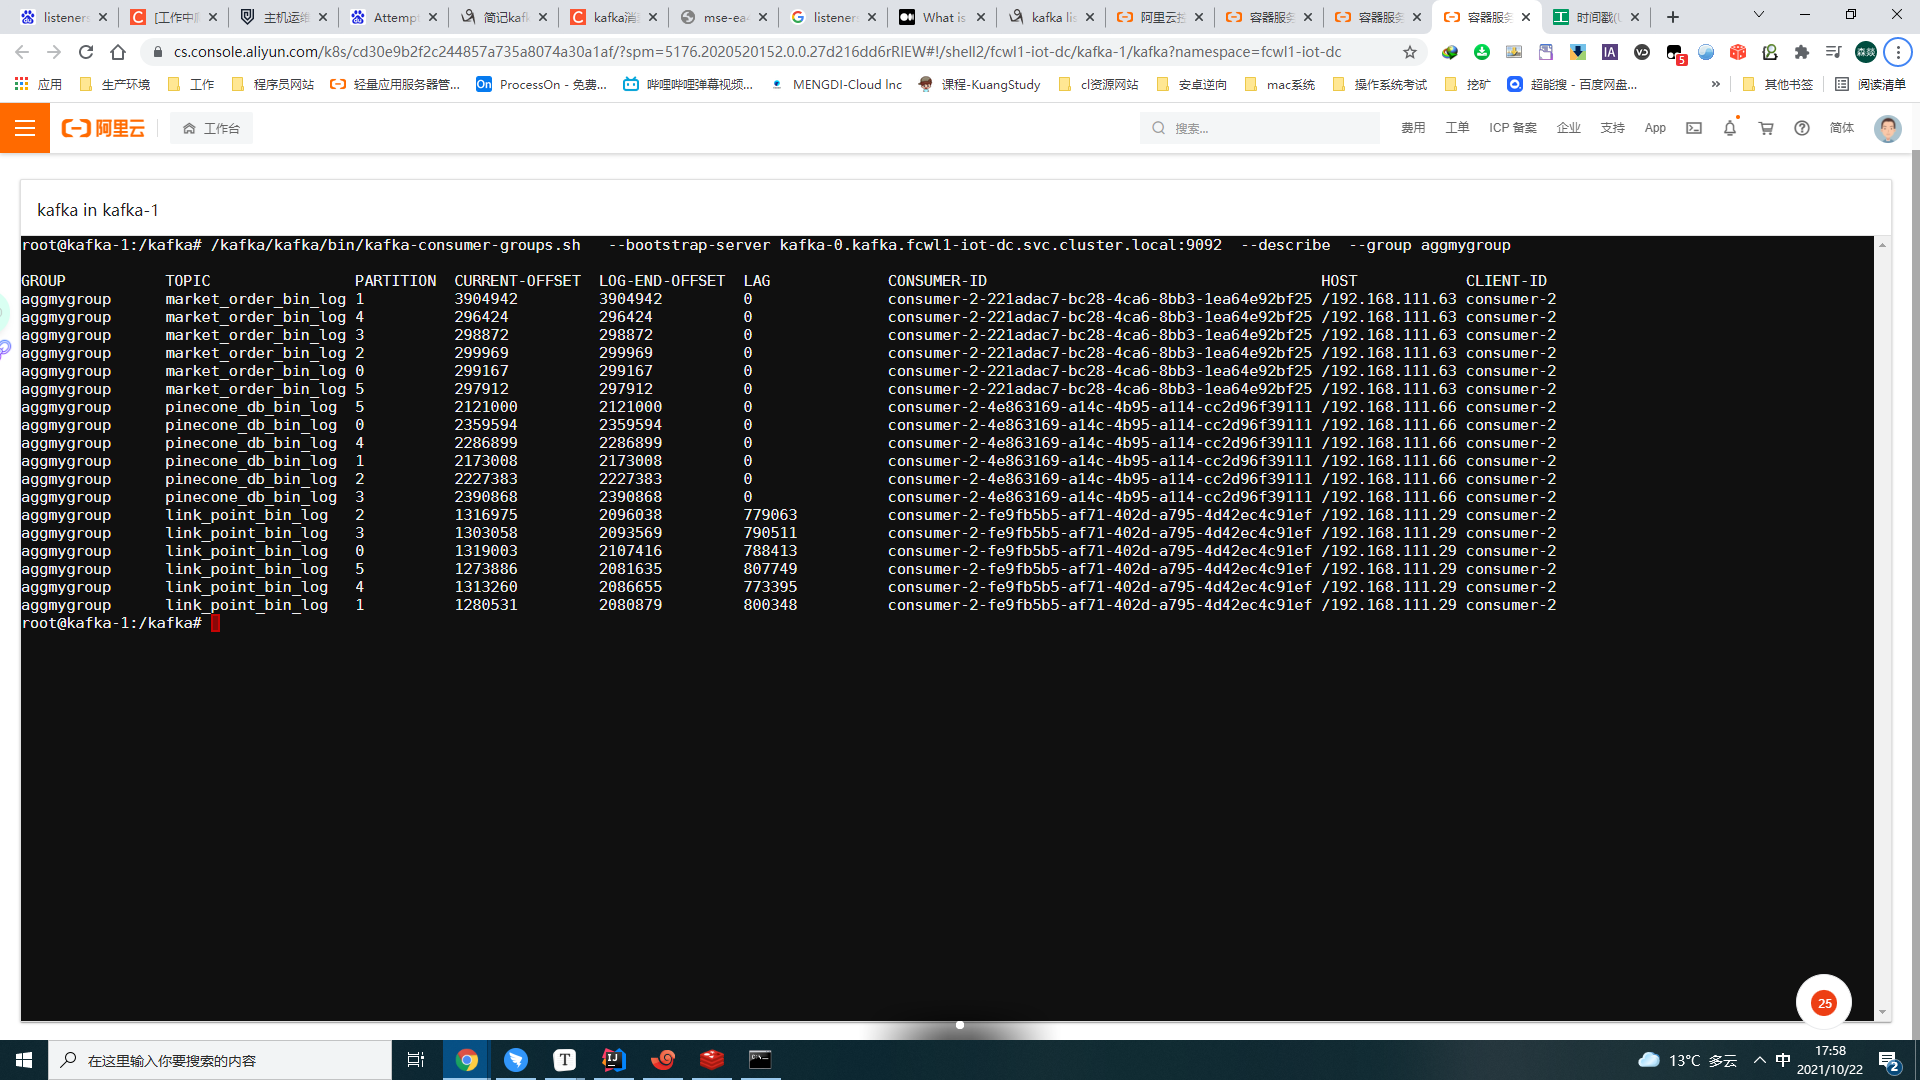 listeners
[工作中
主机运维
Attemp
简记kaf
kafka消
mse-ea
listener
What is
kafka lis
阿里云控
容器服务
容器服务
容器服务
时间戳(U
cs.console.aliyun.com/k8s/cd30e9b2f2c244857a735a8074a30a1af/?spm=5176.2020520152.0.0.27d216dd6rRlEW#!/shell2/fcwl1-iot-dc/kafka-1/kafka?namespace=fcwl1-iot-dc
IA
5
森燚
应用
生产环境
工作
程序员网站
轻量应用服务器管...
On ProcessOn - 免费...
哔哩哔哩弹幕视频...
MENGDI-Cloud Inc
课程-KuangStudy
cl资源网站
安卓逆向
mac系统
操作系统考试
挖矿
超能搜 - 百度网盘...
»
其他书签
阅读清单
阿里云
工作台
搜索...
费用 工单 ICP 备案 企业 支持 App 简体
kafka in kafka-1
root@kafka-1:/kafka# /kafka/kafka/bin/kafka-consumer-groups.sh --bootstrap-server kafka-0.kafka.fcwl1-iot-dc.svc.cluster.local:9092 --describe --group aggmygroup
GROUP TOPIC PARTITION CURRENT-OFFSET LOG-END-OFFSET LAG CONSUMER-ID HOST CLIENT-ID
aggmygroup market_order_bin_log 1 3904942 3904942 0 consumer-2-221adac7-bc28-4ca6-8bb3-1ea64e92bf25 /192.168.111.63 consumer-2
aggmygroup market_order_bin_log 4 296424 296424 0 consumer-2-221adac7-bc28-4ca6-8bb3-1ea64e92bf25 /192.168.111.63 consumer-2
aggmygroup market_order_bin_log 3 298872 298872 0 consumer-2-221adac7-bc28-4ca6-8bb3-1ea64e92bf25 /192.168.111.63 consumer-2
aggmygroup market_order_bin_log 2 299969 299969 0 consumer-2-221adac7-bc28-4ca6-8bb3-1ea64e92bf25 /192.168.111.63 consumer-2
aggmygroup market_order_bin_log 0 299167 299167 0 consumer-2-221adac7-bc28-4ca6-8bb3-1ea64e92bf25 /192.168.111.63 consumer-2
aggmygroup market_order_bin_log 5 297912 297912 0 consumer-2-221adac7-bc28-4ca6-8bb3-1ea64e92bf25 /192.168.111.63 consumer-2
aggmygroup pinecone_db_bin_log 5 2121000 2121000 0 consumer-2-4e863169-a14c-4b95-a114-cc2d96f39111 /192.168.111.66 consumer-2
aggmygroup pinecone_db_bin_log 0 2359594 2359594 0 consumer-2-4e863169-a14c-4b95-a114-cc2d96f39111 /192.168.111.66 consumer-2
aggmygroup pinecone_db_bin_log 4 2286899 2286899 0 consumer-2-4e863169-a14c-4b95-a114-cc2d96f39111 /192.168.111.66 consumer-2
aggmygroup pinecone_db_bin_log 1 2173008 2173008 0 consumer-2-4e863169-a14c-4b95-a114-cc2d96f39111 /192.168.111.66 consumer-2
aggmygroup pinecone_db_bin_log 2 2227383 2227383 0 consumer-2-4e863169-a14c-4b95-a114-cc2d96f39111 /192.168.111.66 consumer-2
aggmygroup pinecone_db_bin_log 3 2390868 2390868 0 consumer-2-4e863169-a14c-4b95-a114-cc2d96f39111 /192.168.111.66 consumer-2
aggmygroup link_point_bin_log 2 1316975 2096038 779063 consumer-2-fe9fb5b5-af71-402d-a795-4d42ec4c91ef /192.168.111.29 consumer-2
aggmygroup link_point_bin_log 3 1303058 2093569 790511 consumer-2-fe9fb5b5-af71-402d-a795-4d42ec4c91ef /192.168.111.29 consumer-2
aggmygroup link_point_bin_log 0 1319003 2107416 788413 consumer-2-fe9fb5b5-af71-402d-a795-4d42ec4c91ef /192.168.111.29 consumer-2
aggmygroup link_point_bin_log 5 1273886 2081635 807749 consumer-2-fe9fb5b5-af71-402d-a795-4d42ec4c91ef /192.168.111.29 consumer-2
aggmygroup link_point_bin_log 4 1313260 2086655 773395 consumer-2-fe9fb5b5-af71-402d-a795-4d42ec4c91ef /192.168.111.29 consumer-2
aggmygroup link_point_bin_log 1 1280531 2080879 800348 consumer-2-fe9fb5b5-af71-402d-a795-4d42ec4c91ef /192.168.111.29 consumer-2
root@kafka-1:/kafka#
25
在这里输入你要搜索的内容
T
IJ
13°C 多云
中
17:58
2021/10/22
2